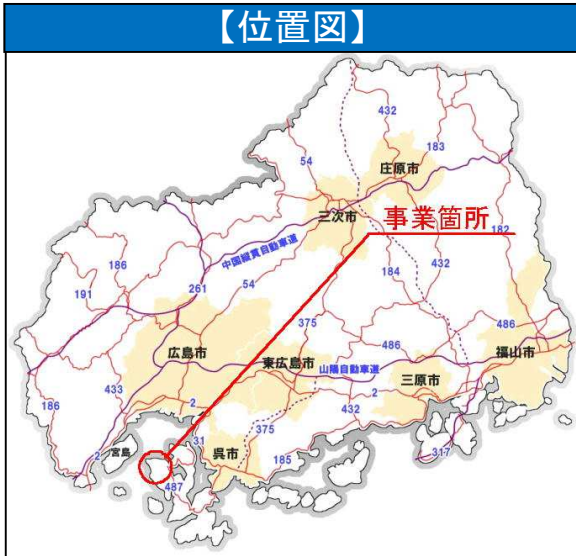 【位置図】
432
54
183
庄原市
三次市
事業箇所
182
中国縦貫自動車道
186
191
261
54
184
432
375
486
486
広島市
東広島市
山陽自動車道
福山市
三原市
433
186
2
432
2
2
宮島
31
呉市
375
185
317
487